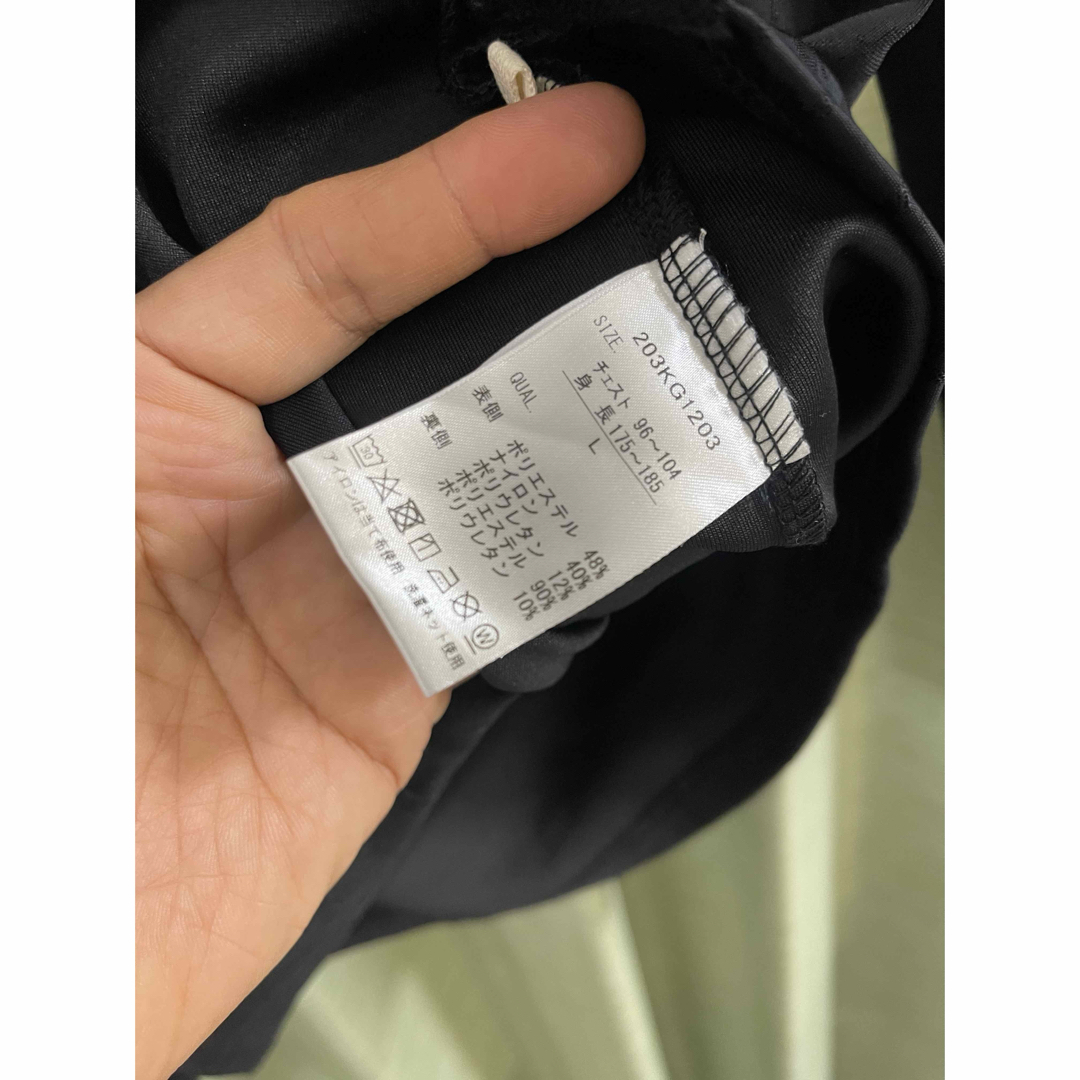 203KG1203
SIZE チェスト 96～104
身 長 175～185
L
QUAL
表側 ポリエステル 48%
ナイロン 40%
ポリウレタン 12%
裏側 ポリエステル 90%
ポリウレタン 10%
30 W
アイロンは当て布使用 洗濯ネット使用